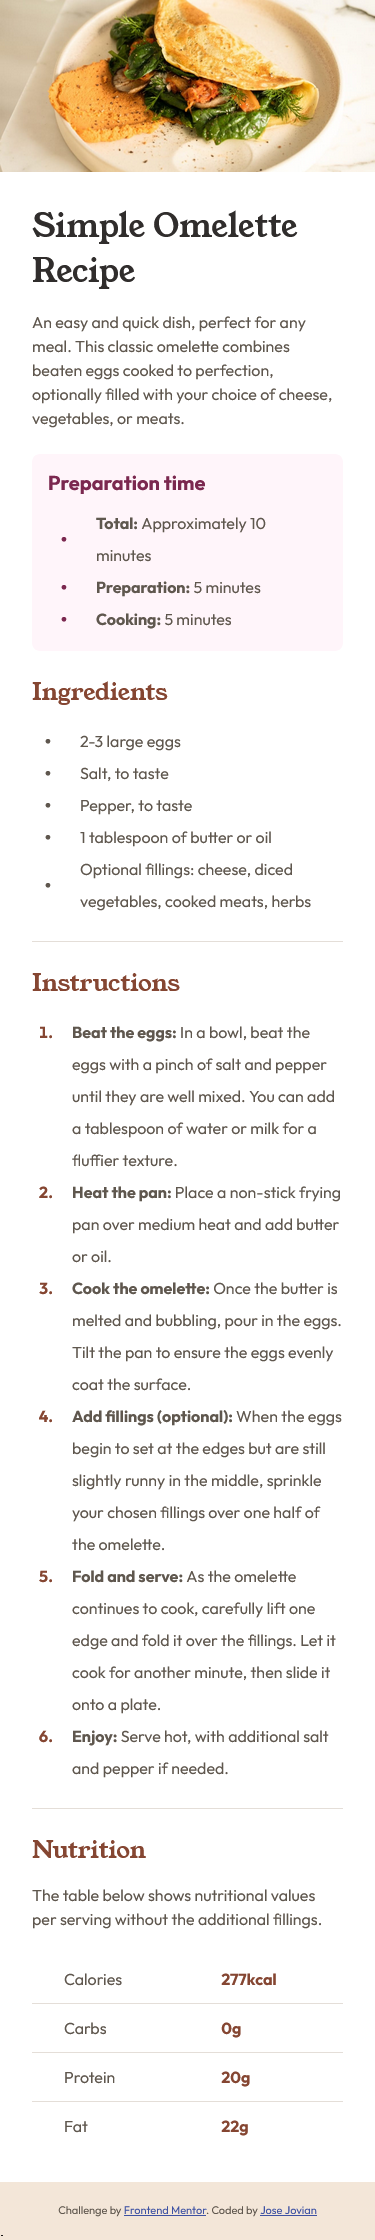 Simple Omelette
Recipe
An easy and quick dish, perfect for any
meal. This classic omelette combines
beaten eggs cooked to perfection,
optionally filled with your choice of cheese,
vegetables, or meats.
Preparation time
• Total: Approximately 10
minutes
• Preparation: 5 minutes
• Cooking: 5 minutes
Ingredients
• 2-3 large eggs
• Salt, to taste
• Pepper, to taste
• 1 tablespoon of butter or oil
• Optional fillings: cheese, diced
vegetables, cooked meats, herbs
Instructions
1. Beat the eggs: In a bowl, beat the
eggs with a pinch of salt and pepper
until they are well mixed. You can add
a tablespoon of water or milk for a
fluffier texture.
2. Heat the pan: Place a non-stick frying
pan over medium heat and add butter
or oil.
3. Cook the omelette: Once the butter is
melted and bubbling, pour in the eggs.
Tilt the pan to ensure the eggs evenly
coat the surface.
4. Add fillings (optional): When the eggs
begin to set at the edges but are still
slightly runny in the middle, sprinkle
your chosen fillings over one half of
the omelette.
5. Fold and serve: As the omelette
continues to cook, carefully lift one
edge and fold it over the fillings. Let it
cook for another minute, then slide it
onto a plate.
6. Enjoy: Serve hot, with additional salt
and pepper if needed.
Nutrition
The table below shows nutritional values
per serving without the additional fillings.
Calories 277kcal
Carbs 0g
Protein 20g
Fat 22g
Challenge by Frontend Mentor. Coded by Jose Jovian
.